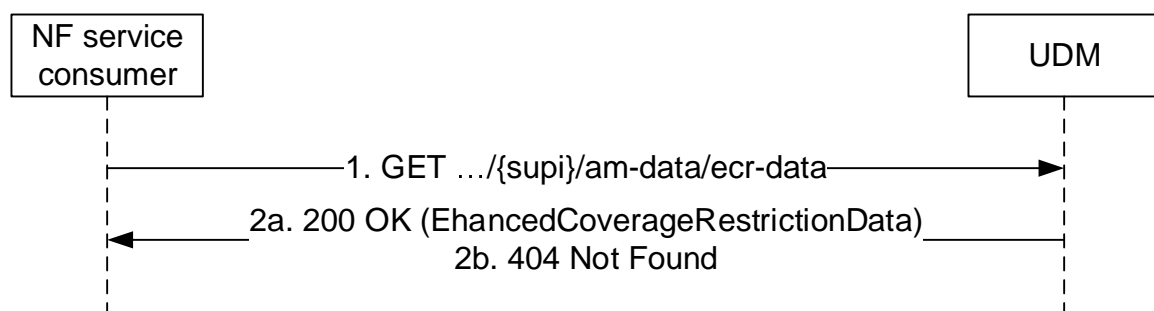 NF service
consumer
UDM
1. GET …/{supi}/am-data/ecr-data
2a. 200 OK (EhancedCoverageRestrictionData)
2b. 404 Not Found